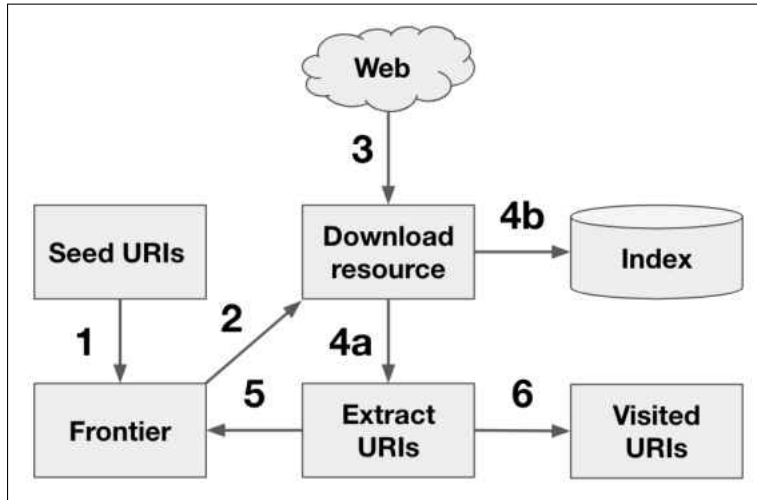 Web
3
Seed URIs
Download
resource
4b
Index
1
2
4a
Frontier
5
Extract
URIs
6
Visited
URIs